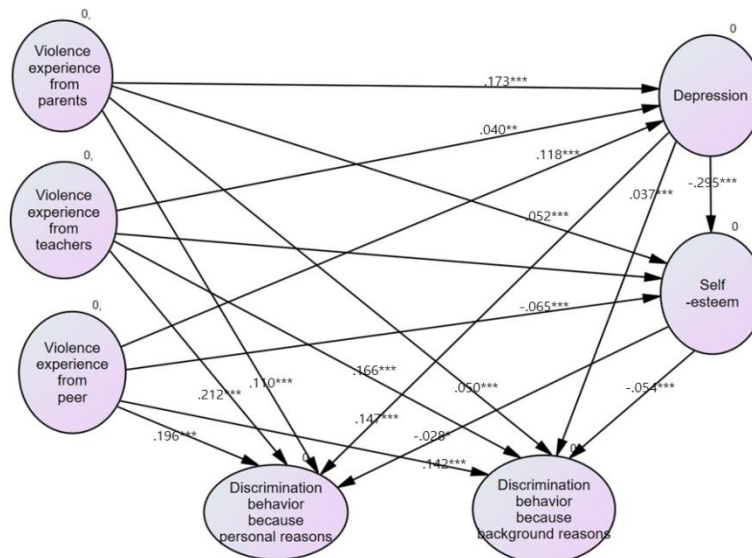 0,
Violence
experience
from
parents
0
Depression
.173***
.040**
.118***
0,
Violence
experience
from
teachers
.037***
-.295***
.052***
0
Self
-esteem
0,
Violence
experience
from
peer
-.065***
.166***
.050***
-.054***
.212***
.110***
.147***
-.028*
.196***
.142***
0
Discrimination
behavior
because
personal reasons
0
Discrimination
behavior
because
background reasons